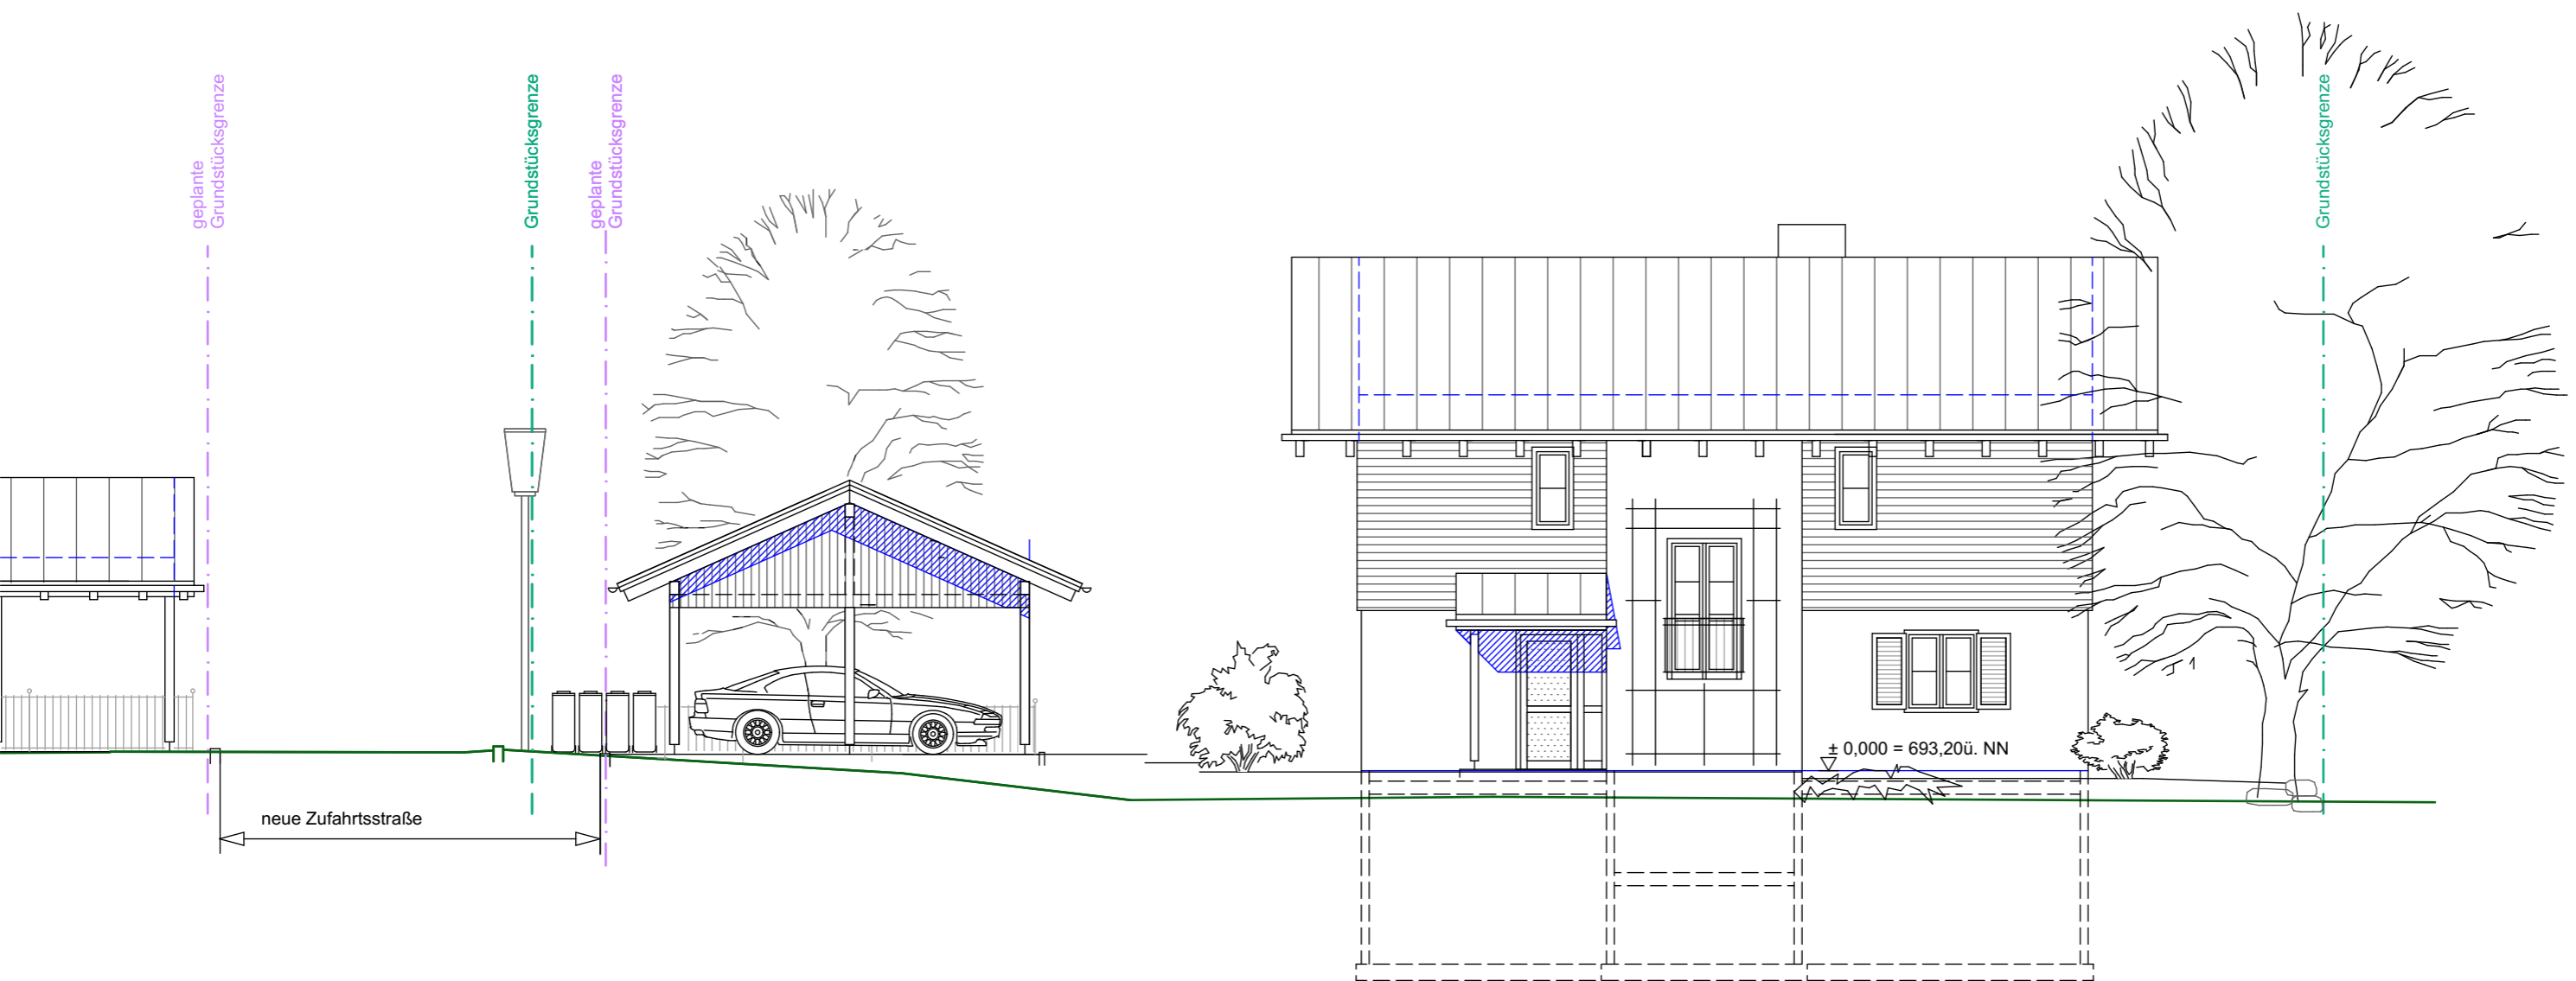 geplante
Grundstücksgrenze
Grundstücksgrenze
geplante
Grundstücksgrenze
Grundstücksgrenze
± 0,000 = 693,20ü. NN
neue Zufahrtsstraße